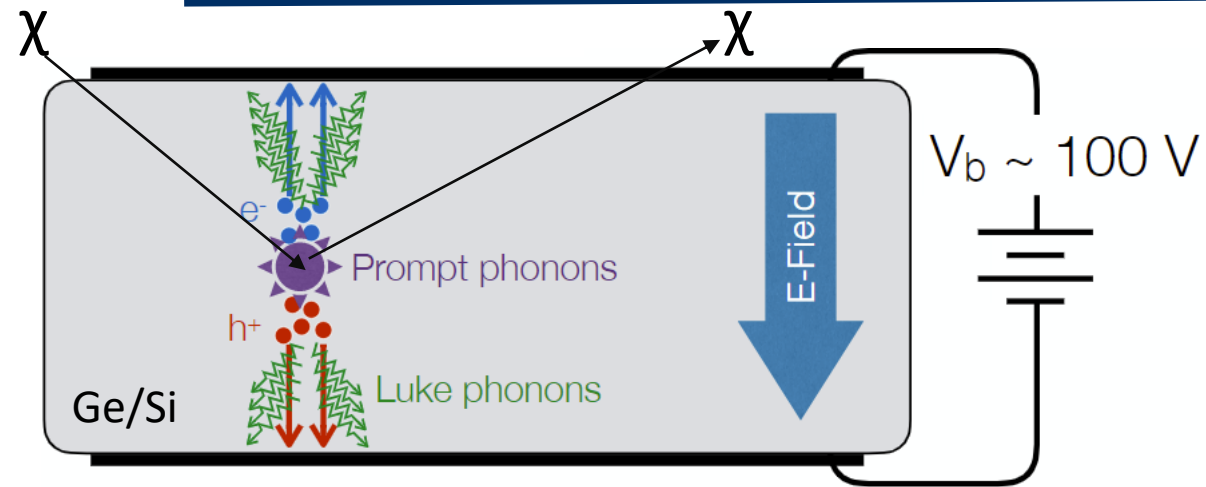 χ
χ
V_b ~ 100 V
E-Field
e-
Prompt phonons
h+
Luke phonons
Ge/Si